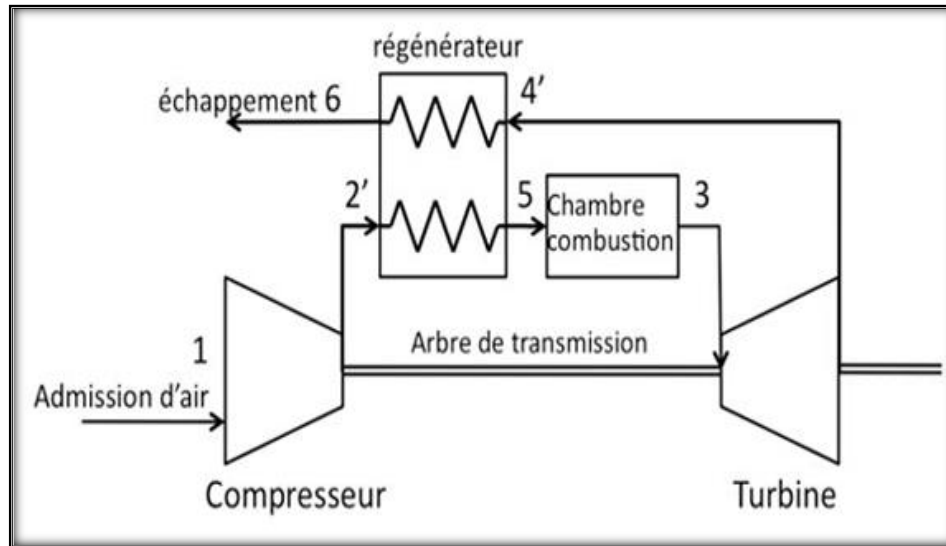 régénérateur
échappement 6
4’
2’
5
Chambre
combustion
3
1
Arbre de transmission
Admission d’air
Compresseur
Turbine